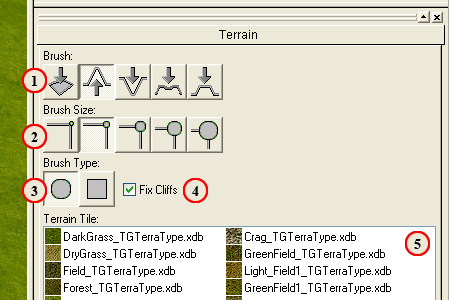 Terrain
Brush:
1
Brush Size:
2
Brush Type:
3
Fix Cliffs
4
Terrain Tile:
DarkGrass_TGTerraType.xdb
Crag_TGTerraType.xdb
5
DryGrass_TGTerraType.xdb
GreenField_TGTerraType.xdb
Field_TGTerraType.xdb
Light_Field1_TGTerraType.xdb
Forest_TGTerraType.xdb
GreenField1_TGTerraType.xdb